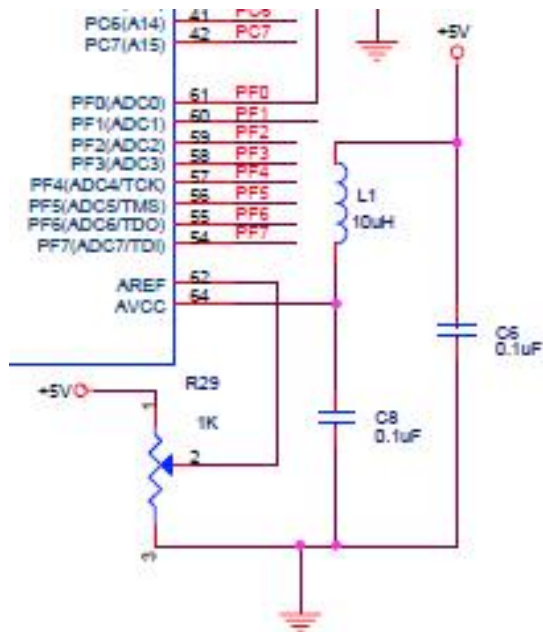 PC6(A14) 41 PC6
PC7(A15) 42 PC7
+5V
PF0(ADC0) 61 PF0
PF1(ADC1) 60 PF1
PF2(ADC2) 59 PF2
PF3(ADC3) 58 PF3
PF4(ADC4/TCK) 57 PF4
PF5(ADC5/TMS) 56 PF5
PF6(ADC6/TDO) 55 PF6
PF7(ADC7/TDI) 54 PF7
L1
10uH
AREF 62
AVCC 64
C6
0.1uF
+5V
1
R29
1K
2
C8
0.1uF
3